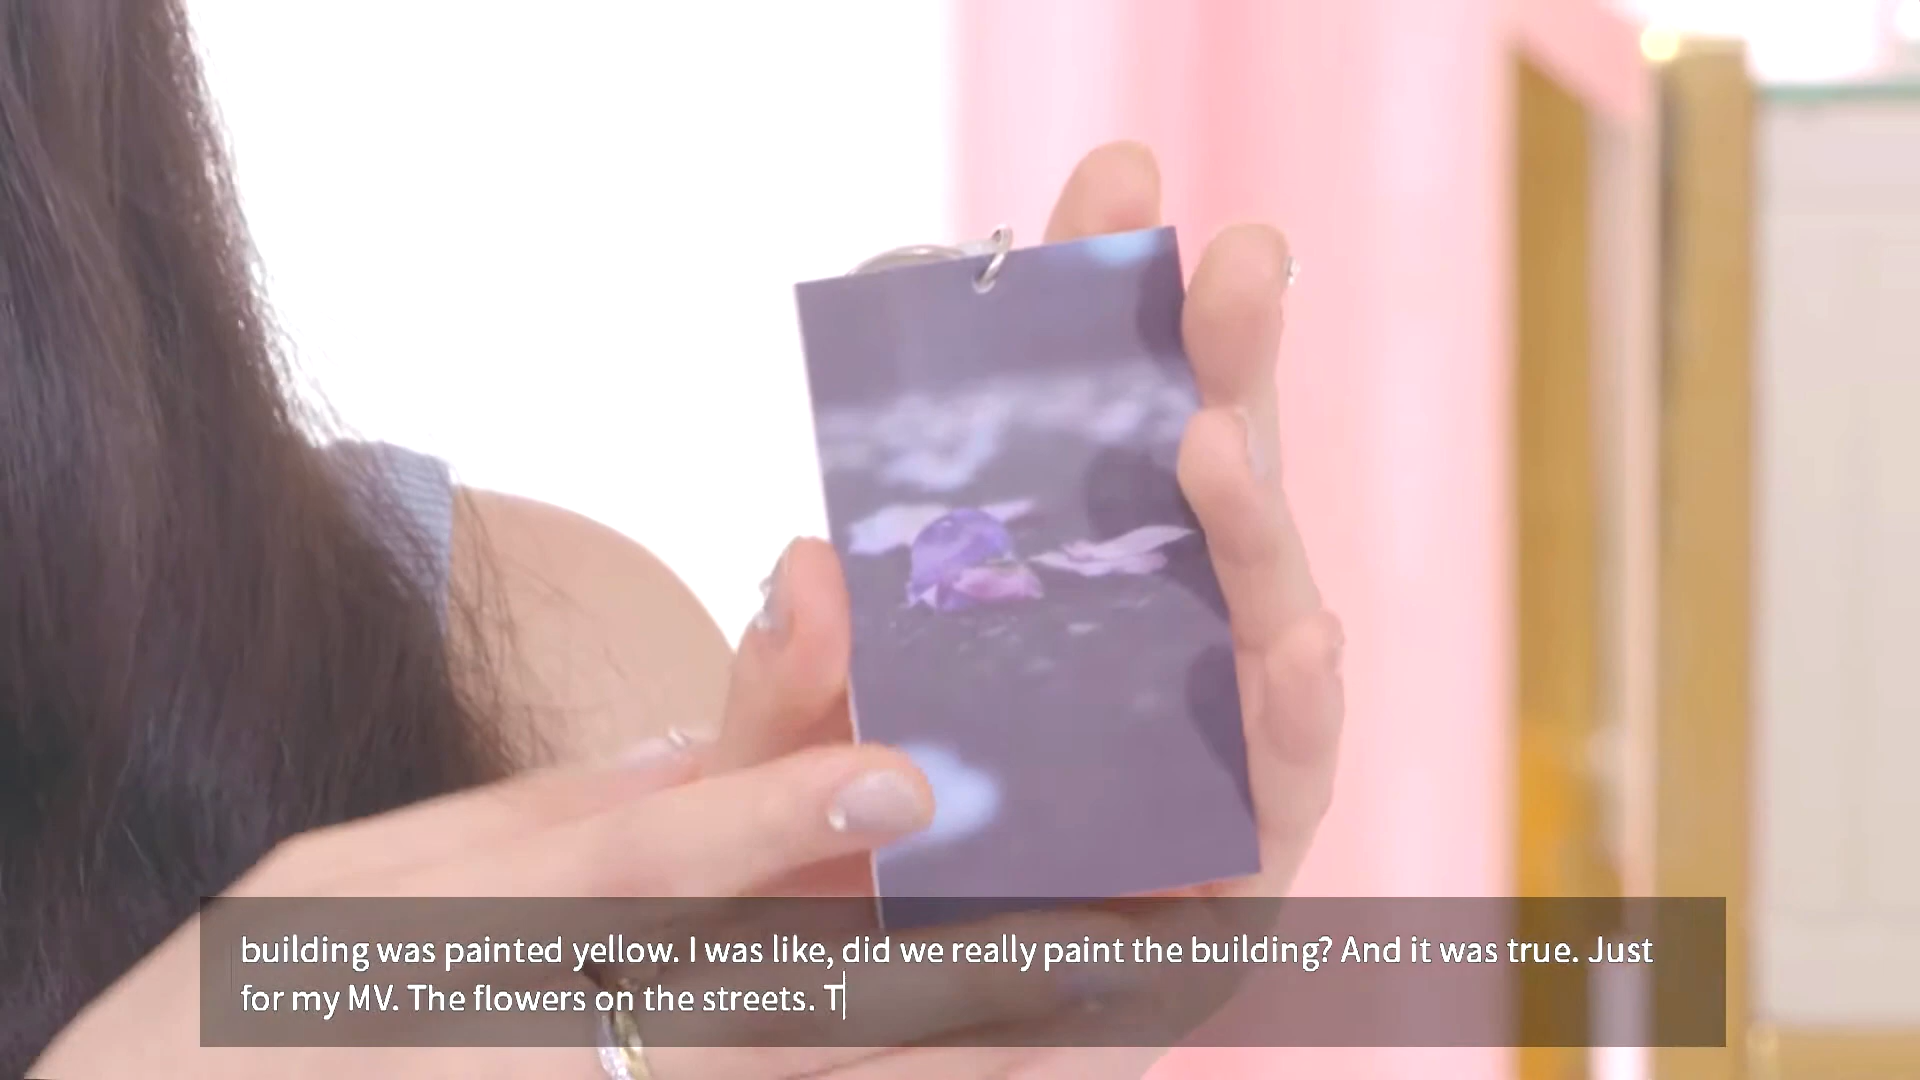 building was painted yellow. I was like, did we really paint the building? And it was true. Just
for my MV. The flowers on the streets. T